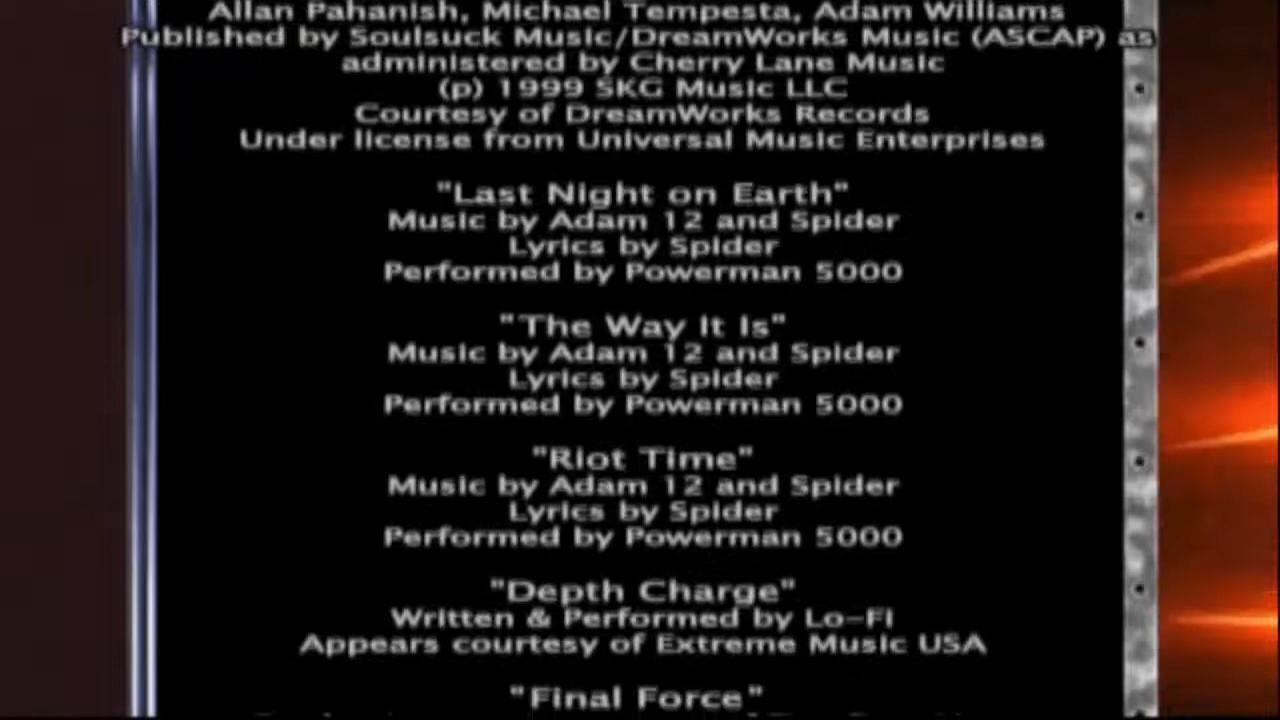 Allan Pahanish, Michael Tempesta, Adam Williams
Published by Soulsuck Music/DreamWorks Music (ASCAP) as
administered by Cherry Lane Music
(p) 1999 SKG Music LLC
Courtesy of DreamWorks Records
Under license from Universal Music Enterprises
"Last Night on Earth"
Music by Adam 12 and Spider
Lyrics by Spider
Performed by Powerman 5000
"The Way It Is"
Music by Adam 12 and Spider
Lyrics by Spider
Performed by Powerman 5000
"Riot Time"
Music by Adam 12 and Spider
Lyrics by Spider
Performed by Powerman 5000
"Depth Charge"
Written & Performed by Lo-Fi
Appears courtesy of Extreme Music USA
"Final Force"